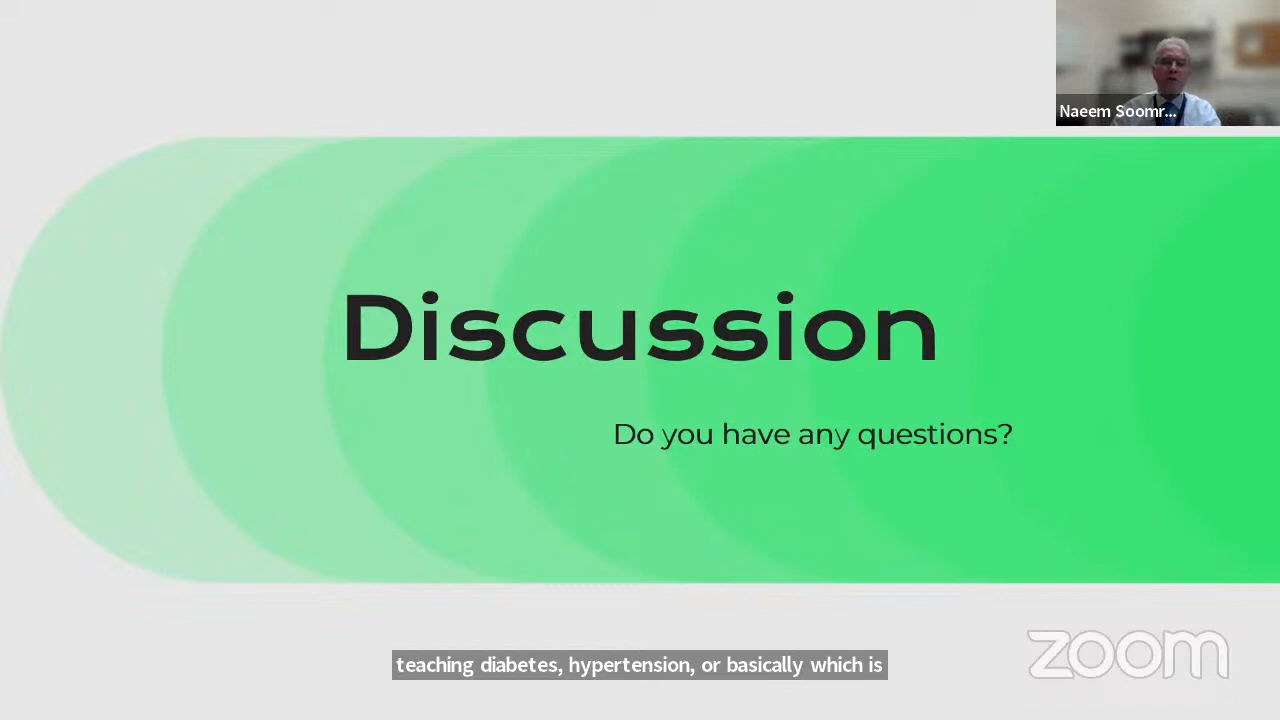 Naeem Soomr...
Discussion
Do you have any questions?
teaching diabetes, hypertension, or basically which is
zoom